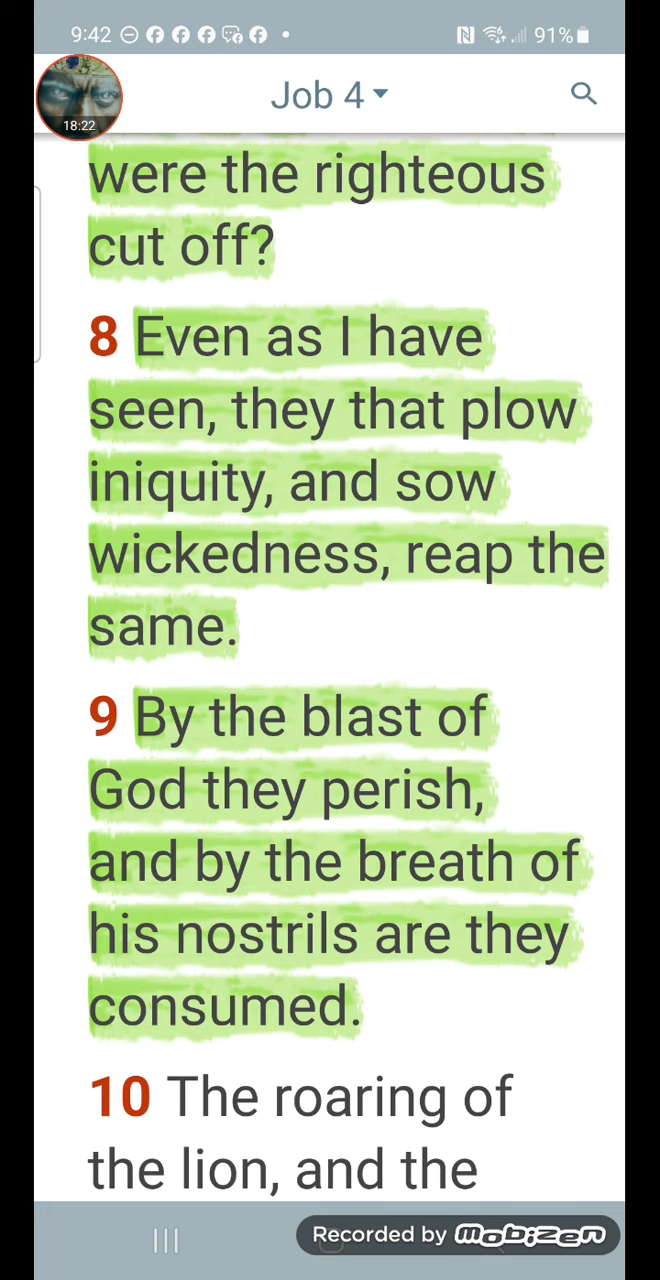 9:42 91%
Job 4
18:22
were the righteous
cut off?
8 Even as I have
seen, they that plow
iniquity, and sow
wickedness, reap the
same.
9 By the blast of
God they perish,
and by the breath of
his nostrils are they
consumed.
10 The roaring of
the lion, and the
Recorded by mobizen